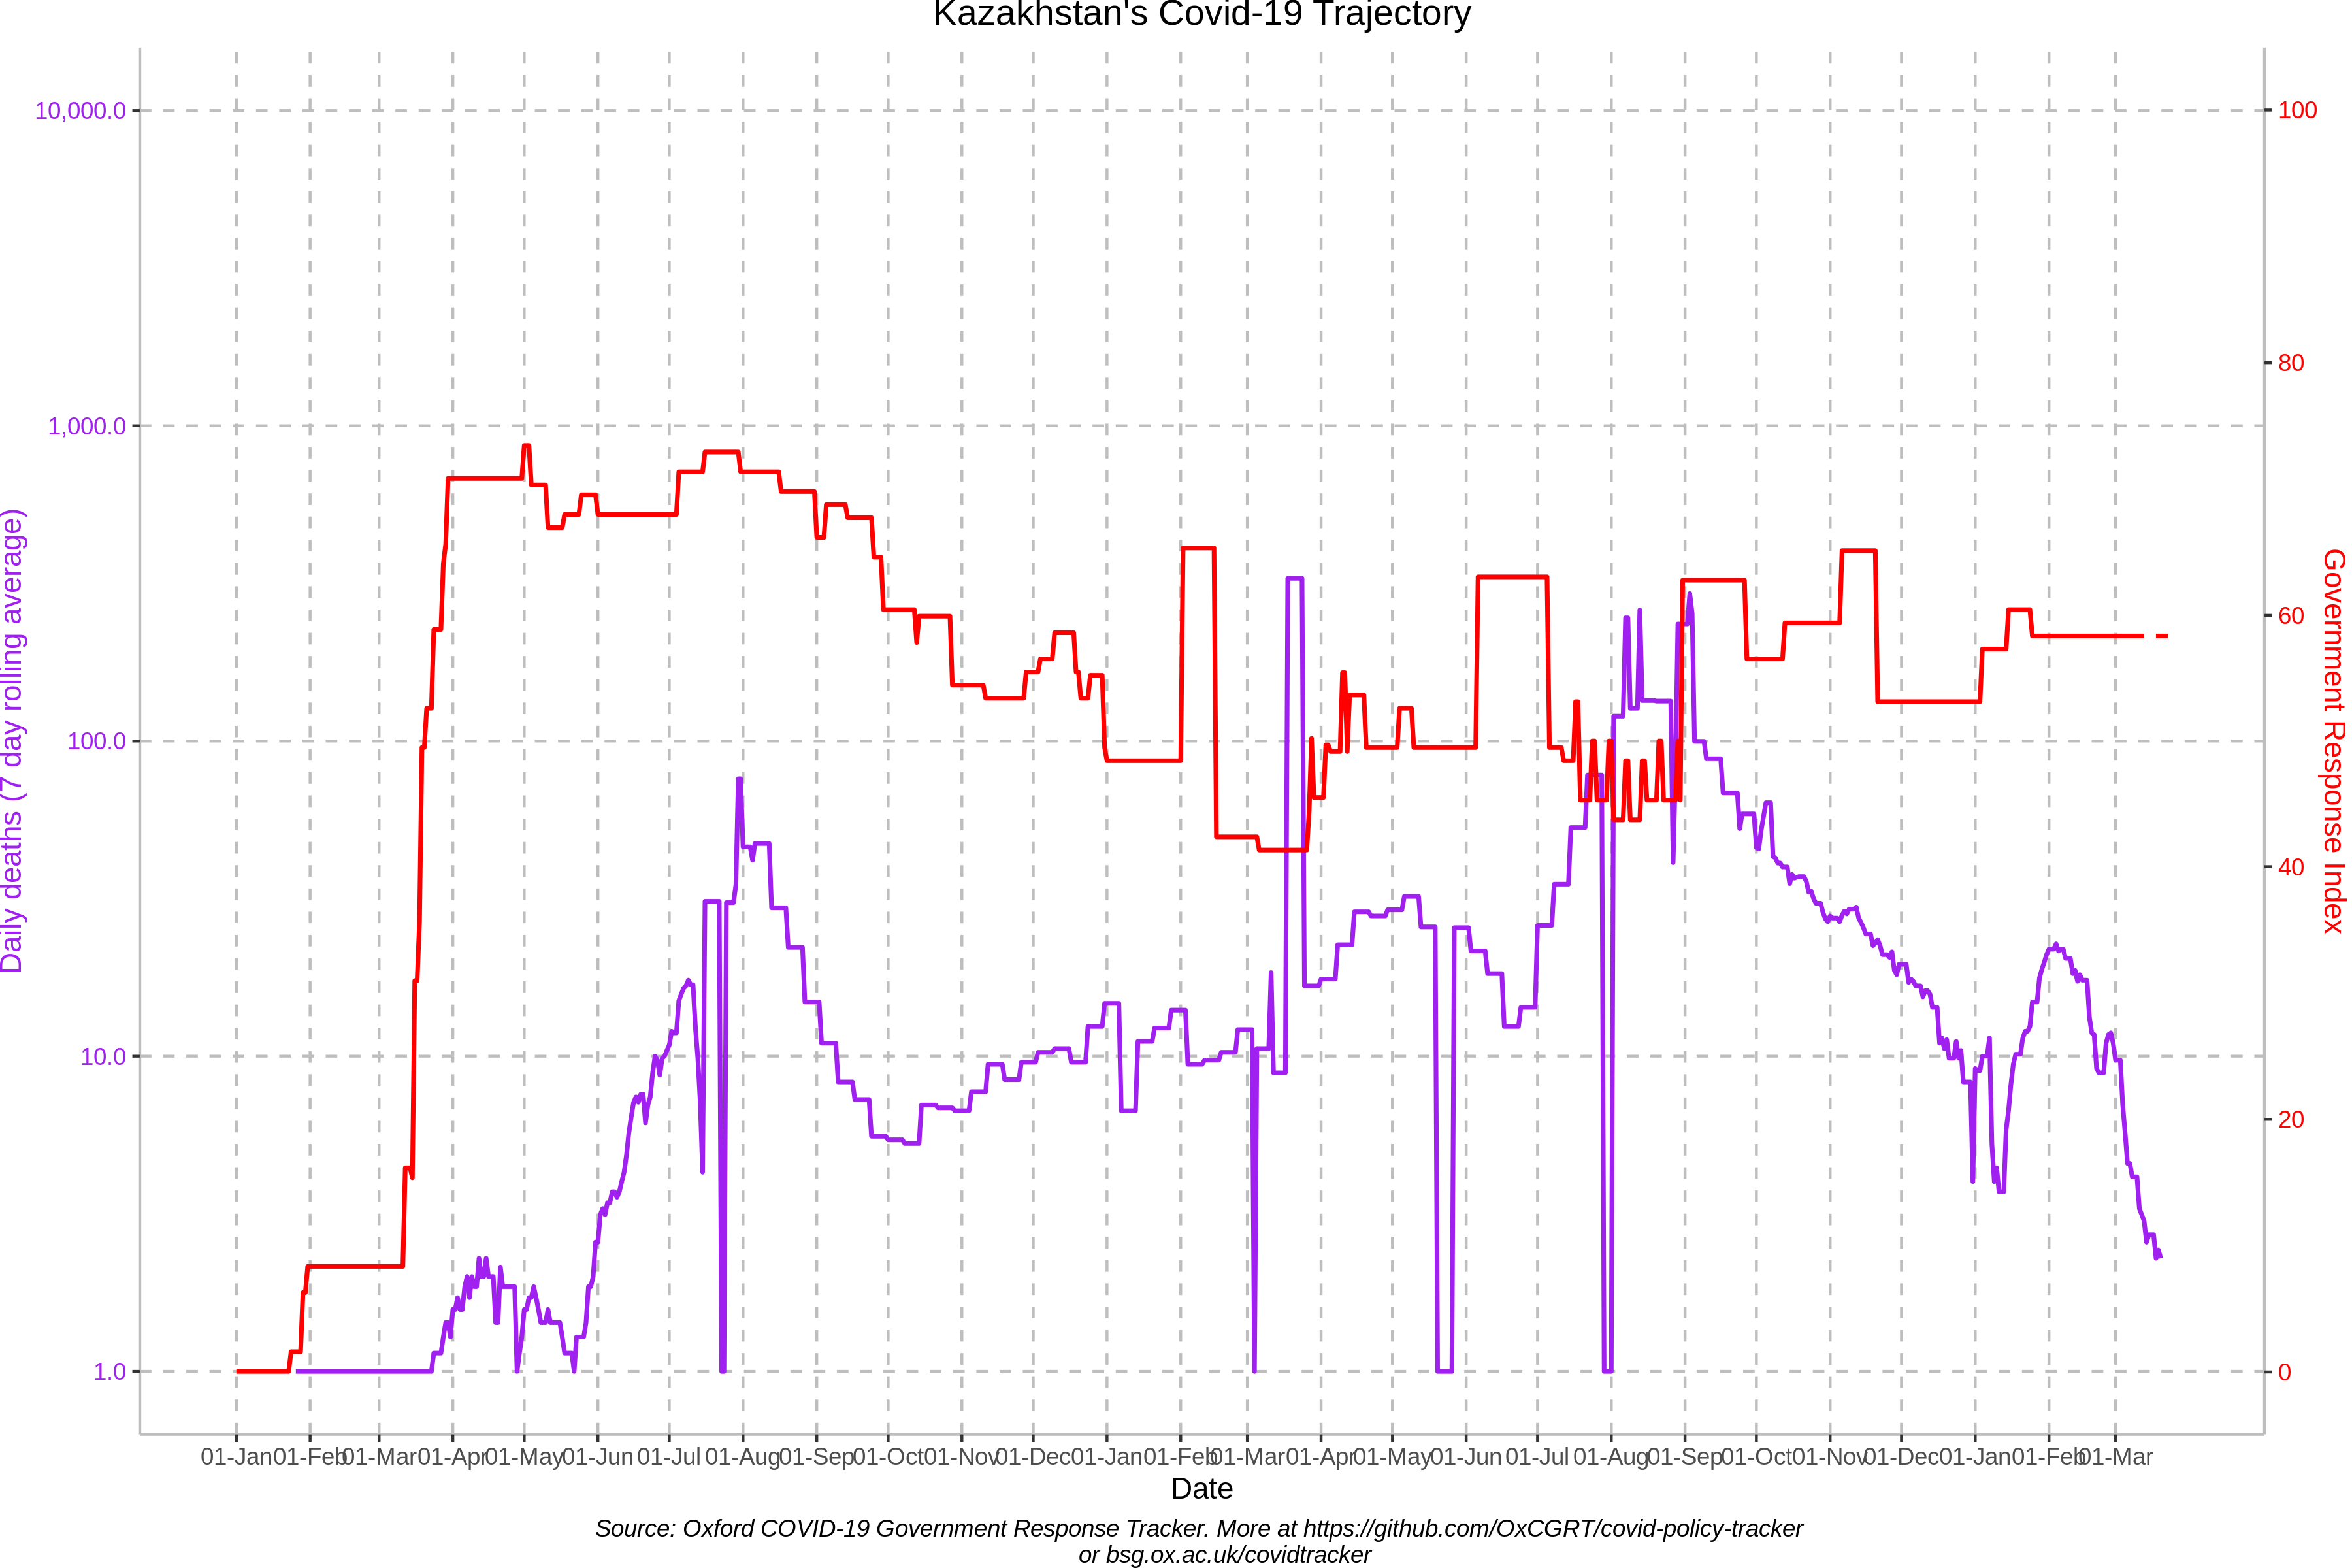 Kazakhstan's Covid-19 Trajectory
10,000.0
1,000.0
100.0
10.0
1.0
Daily deaths (7 day rolling average)
100
80
60
40
20
0
Government Response Index
01-Jan 01-Feb 01-Mar 01-Apr 01-May 01-Jun 01-Jul 01-Aug 01-Sep 01-Oct 01-Nov 01-Dec 01-Jan 01-Feb 01-Mar 01-Apr 01-May 01-Jun 01-Jul 01-Aug 01-Sep 01-Oct 01-Nov 01-Dec 01-Jan 01-Feb 01-Mar
Date
Source: Oxford COVID-19 Government Response Tracker. More at https://github.com/OxCGRT/covid-policy-tracker
or bsg.ox.ac.uk/covidtracker